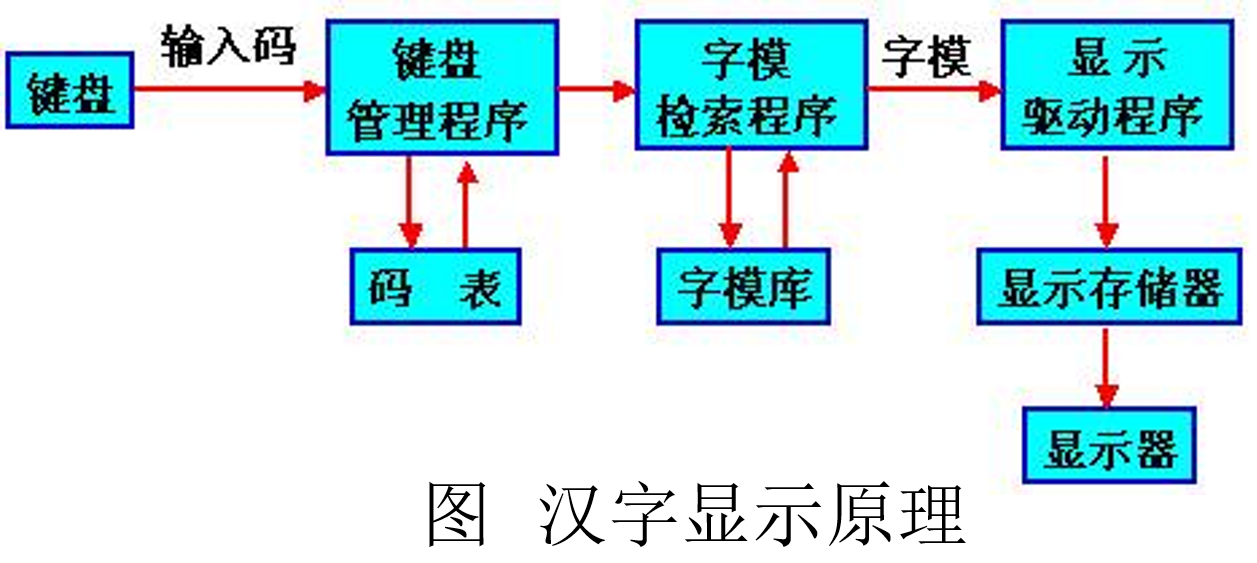 输入码
键盘
键盘
管理程序
字模
检索程序
字模
显 示
驱动程序
码 表
字模库
显示存储器
显示器
图 汉字显示原理